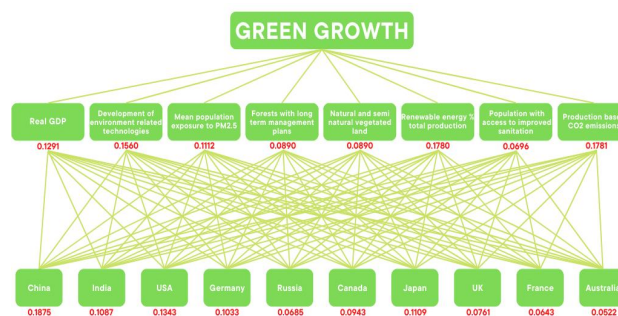 GREEN GROWTH
Real GDP
Development of
environment related
technologies
Mean population
exposure to PM2.5
Forests with long
term management
plans
Natural and semi
natural vegetated
land
Renewable energy %
total production
Population with
access to improved
sanitation
Production base
CO2 emissions
0.1291
0.1560
0.1112
0.0890
0.0890
0.1780
0.0696
0.1781
China
India
USA
Germany
Russia
Canada
Japan
UK
France
Australia
0.1875
0.1087
0.1343
0.1033
0.0685
0.0943
0.1109
0.0761
0.0643
0.0522